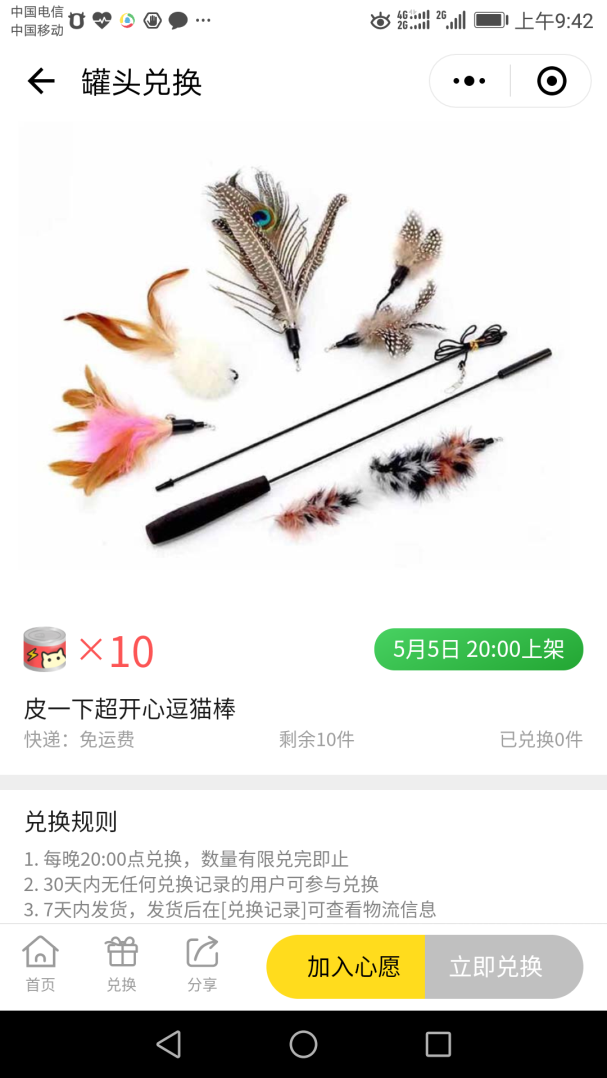 中国电信
中国移动
4G 2G 2G 上午9:42
罐头兑换
×10
5月5日 20:00上架
皮一下超开心逗猫棒
快递：免运费 剩余10件 已兑换0件
兑换规则
1. 每晚20:00点兑换，数量有限兑完即止
2. 30天内无任何兑换记录的用户可参与兑换
3. 7天内发货，发货后在[兑换记录]可查看物流信息
首页 兑换 分享 加入心愿 立即兑换